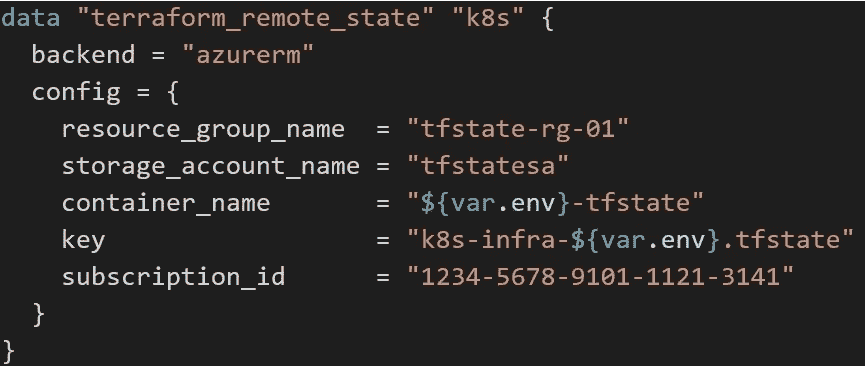 data "terraform_remote_state" "k8s" {
  backend = "azurerm"
  config = {
    resource_group_name  = "tfstate-rg-01"
    storage_account_name = "tfstatesa"
    container_name       = "${var.env}-tfstate"
    key                  = "k8s-infra-${var.env}.tfstate"
    subscription_id      = "1234-5678-9101-1121-3141"
  }
}